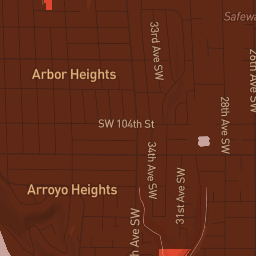 Safewa
33rd Ave SW
26th Ave SW
Arbor Heights
28th Ave SW
SW 104th St
34th Ave SW
31st Ave SW
Arroyo Heights
th Ave SW